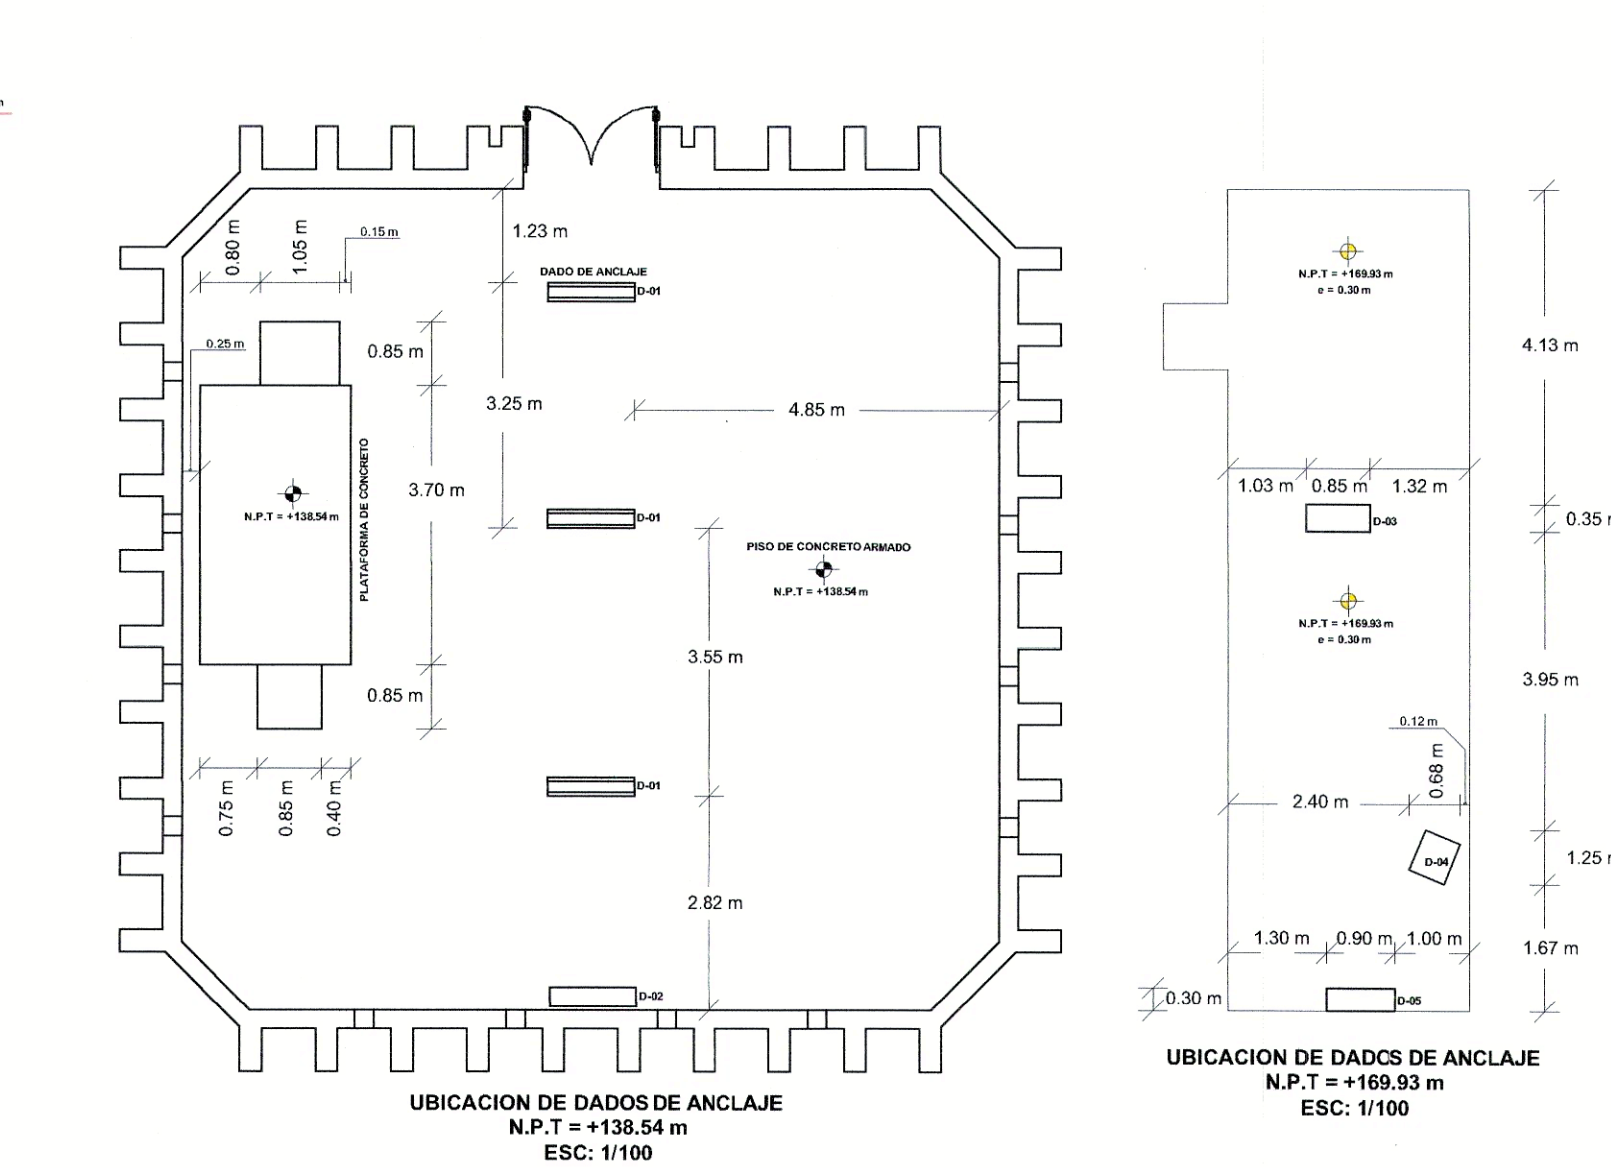 0.80 m
1.05 m
0.15 m
1.23 m
DADO DE ANCLAJE
D-01
0.25 m
0.85 m
3.25 m
4.85 m
3.70 m
PLATAFORMA DE CONCRETO
N.P.T = +138.54 m
D-01
PISO DE CONCRETO ARMADO
N.P.T = +138.54 m
3.55 m
0.85 m
D-01
0.75 m
0.85 m
0.40 m
2.82 m
D-02
UBICACION DE DADOS DE ANCLAJE
N.P.T = +138.54 m
ESC: 1/100
N.P.T = +169.93 m
e = 0.30 m
4.13 m
1.03 m
0.85 m
1.32 m
D-03
0.35
N.P.T = +169.93 m
e = 0.30 m
3.95 m
0.12 m
0.68 m
2.40 m
D-04
1.25
1.30 m
0.90 m
1.00 m
1.67 m
0.30 m
D-05
UBICACION DE DADOS DE ANCLAJE
N.P.T = +169.93 m
ESC: 1/100